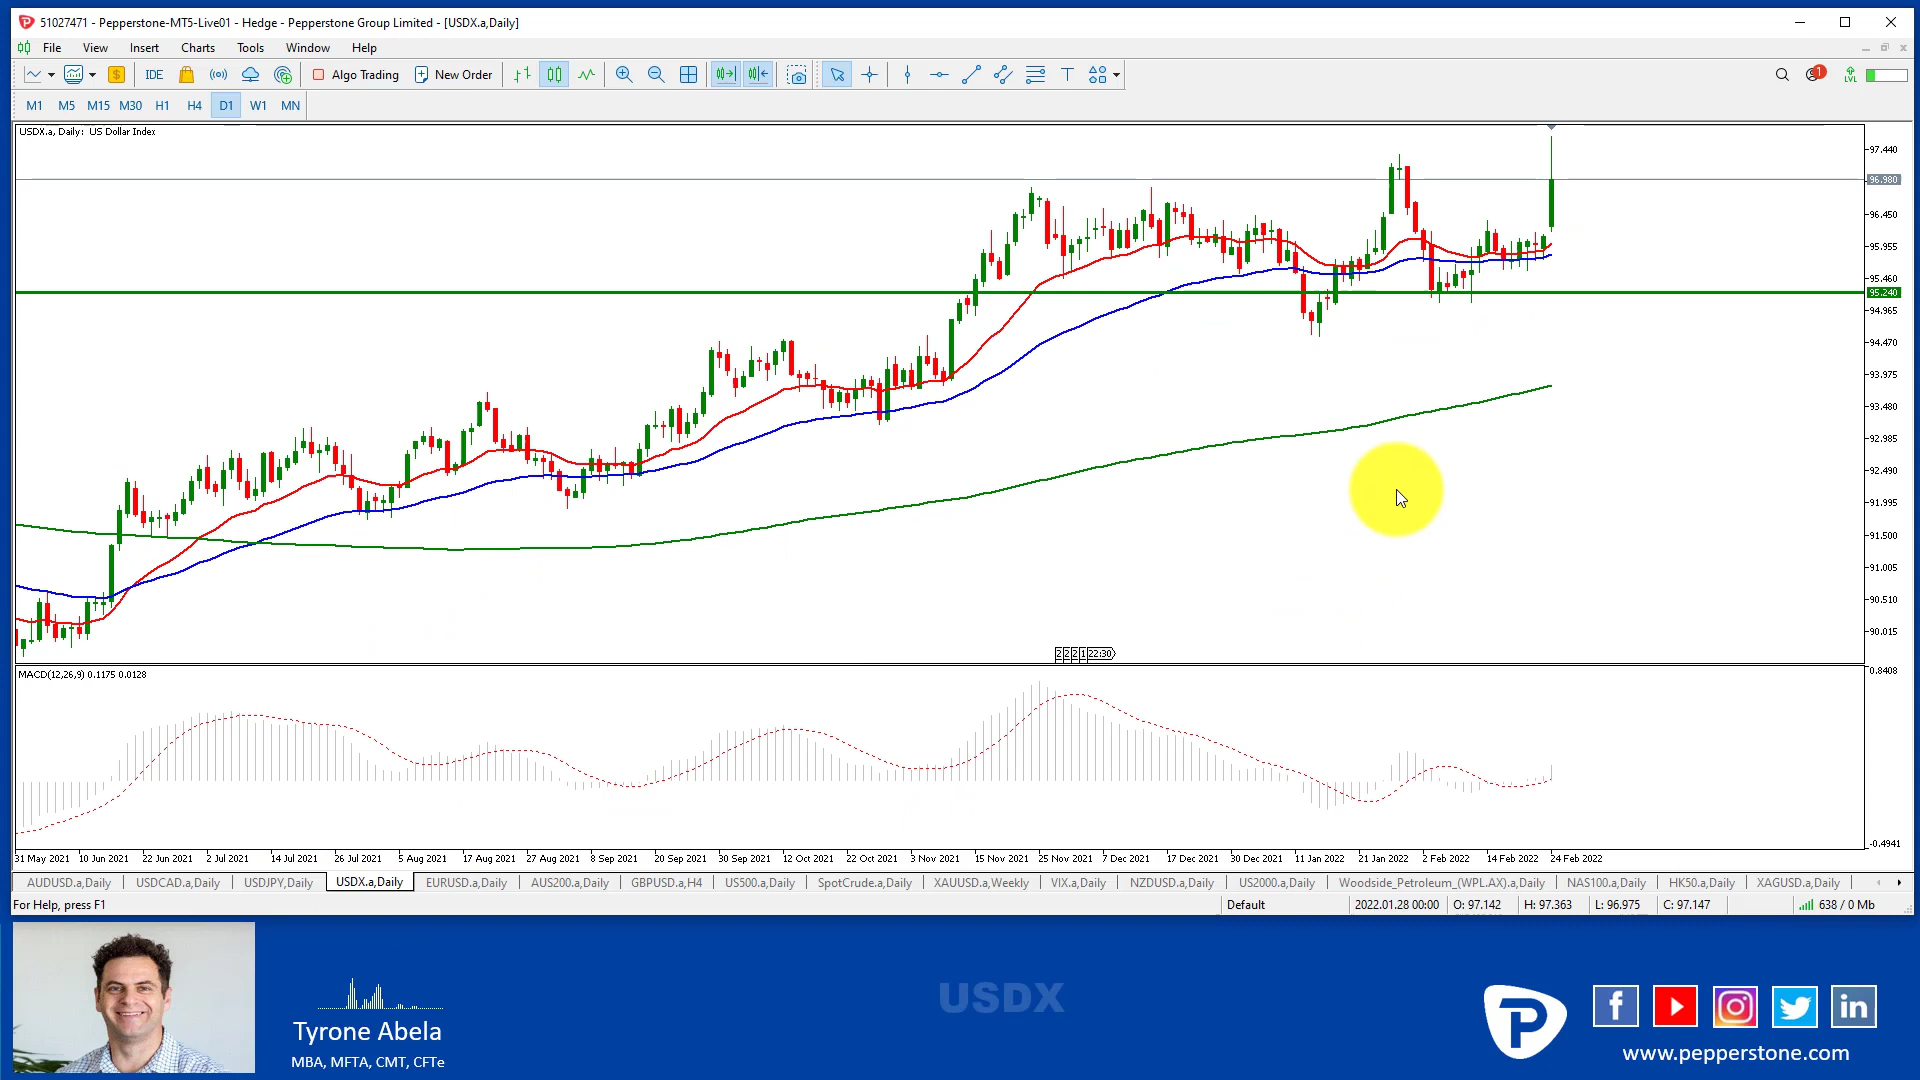 51027471 - Pepperstone-MT5-Live01 - Hedge - Pepperstone Group Limited - [USDX.a,Daily]
File View Insert Charts Tools Window Help
IDE Algo Trading New Order T 1 LVL
M1 M5 M15 M30 H1 H4 D1 W1 MN
USDX.a, Daily: US Dollar Index
97.440
96.980
96.450
95.955
95.460
95.240
94.965
94.470
93.975
93.480
92.985
92.490
91.995
91.500
91.005
90.510
90.015
2 2 2 1 22:30
MACD(12,26,9) 0.1175 0.0128
0.8408
-0.4941
31 May 2021 10 Jun 2021 22 Jun 2021 2 Jul 2021 14 Jul 2021 26 Jul 2021 5 Aug 2021 17 Aug 2021 27 Aug 2021 8 Sep 2021 20 Sep 2021 30 Sep 2021 12 Oct 2021 22 Oct 2021 3 Nov 2021 15 Nov 2021 25 Nov 2021 7 Dec 2021 17 Dec 2021 30 Dec 2021 11 Jan 2022 21 Jan 2022 2 Feb 2022 14 Feb 2022 24 Feb 2022
AUDUSD.a,Daily USDCAD.a,Daily USDJPY,Daily USDX.a,Daily EURUSD.a,Daily AUS200.a,Daily GBPUSD.a,H4 US500.a,Daily SpotCrude.a,Daily XAUUSD.a,Weekly VIX.a,Daily NZDUSD.a,Daily US2000.a,Daily Woodside_Petroleum_(WPL.AX).a,Daily NAS100.a,Daily HK50.a,Daily XAGUSD.a,Daily
For Help, press F1 Default 2022.01.28 00:00 O: 97.142 H: 97.363 L: 96.975 C: 97.147 638 / 0 Mb
Tyrone Abela
MBA, MFTA, CMT, CFTe
USDX
www.pepperstone.com